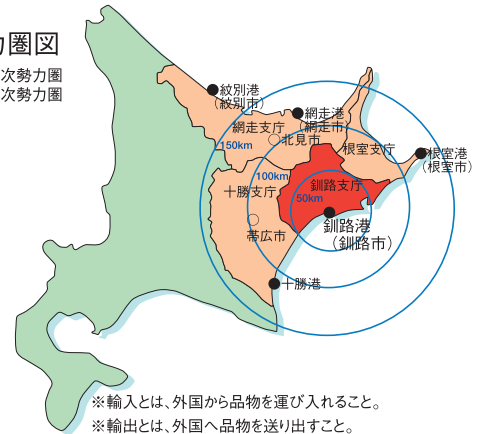 圏図
次勢力圏
次勢力圏
紋別港
(紋別市)
網走港
(網走市)
網走支庁
北見市
150km
根室支庁
根室港
(根室市)
100km
十勝支庁
釧路支庁
50km
帯広市
釧路港
(釧路市)
十勝港
※輸入とは、外国から品物を運び入れること。
※輸出とは、外国へ品物を送り出すこと。